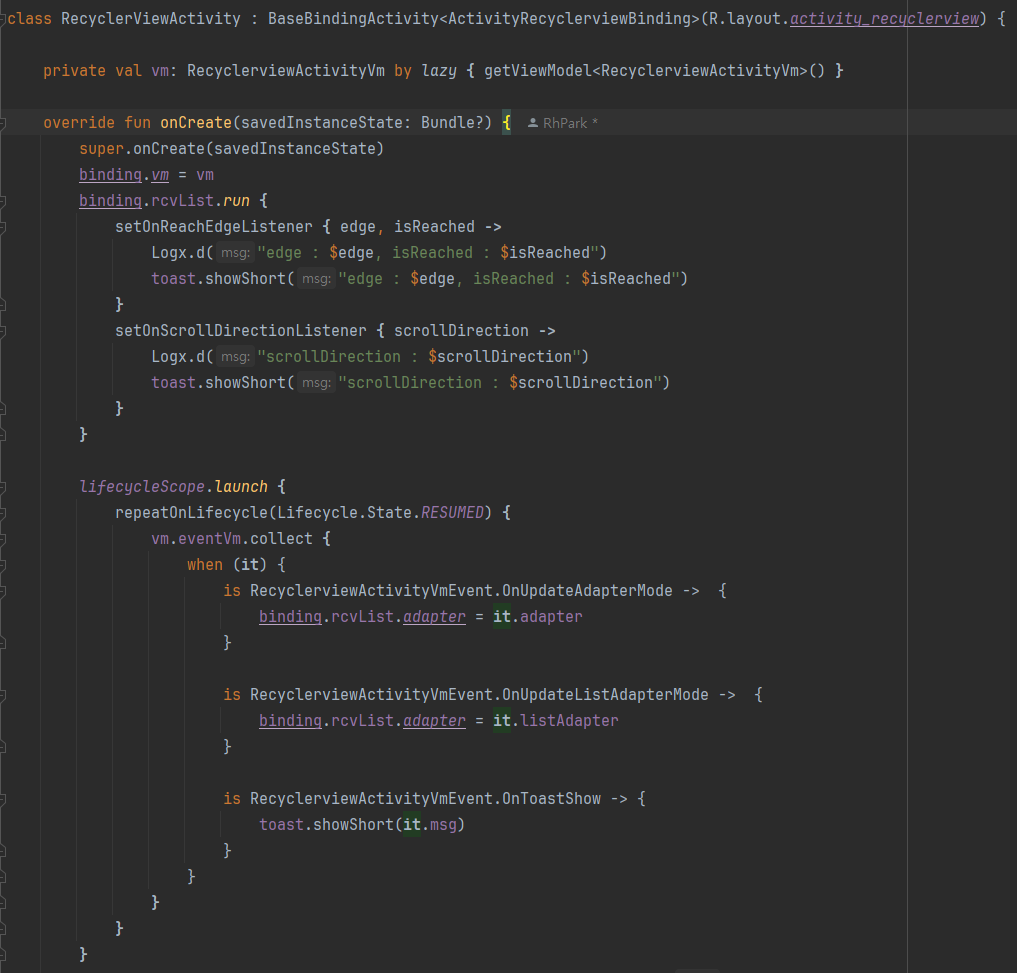 class RecyclerViewActivity : BaseBindingActivity<ActivityRecyclerviewBinding>(R.layout.activity_recyclerview) {
private val vm: RecyclerviewActivityVm by lazy { getViewModel<RecyclerviewActivityVm>() }
override fun onCreate(savedInstanceState: Bundle?) { RhPark *
super.onCreate(savedInstanceState)
binding.vm = vm
binding.rcvList.run {
setOnReachEdgeListener { edge, isReached ->
Logx.d( msg: "edge : $edge, isReached : $isReached")
toast.showShort( msg: "edge : $edge, isReached : $isReached")
}
setOnScrollDirectionListener { scrollDirection ->
Logx.d( msg: "scrollDirection : $scrollDirection")
toast.showShort( msg: "scrollDirection : $scrollDirection")
}
}
lifecycleScope.launch {
repeatOnLifecycle(Lifecycle.State.RESUMED) {
vm.eventVm.collect {
when (it) {
is RecyclerviewActivityVmEvent.OnUpdateAdapterMode -> {
binding.rcvList.adapter = it.adapter
}
is RecyclerviewActivityVmEvent.OnUpdateListAdapterMode -> {
binding.rcvList.adapter = it.listAdapter
}
is RecyclerviewActivityVmEvent.OnToastShow -> {
toast.showShort(it.msg)
}
}
}
}
}